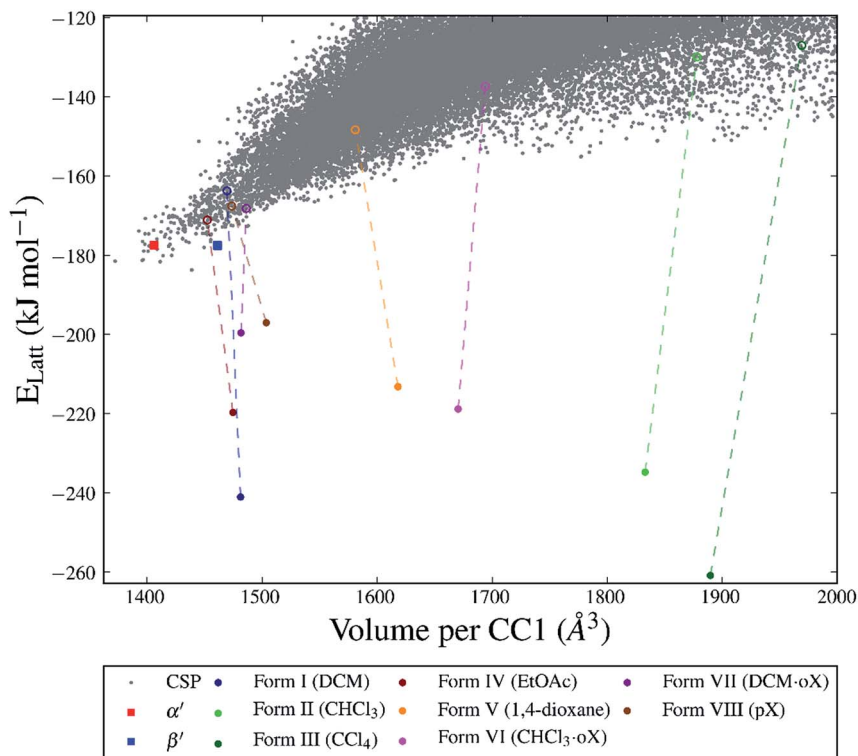 −120
−140
−160
−180
−200
−220
−240
−260
E_Latt (kJ mol⁻¹)
1400 1500 1600 1700 1800 1900 2000
Volume per CC1 (Å³)
CSP Form I (DCM) Form IV (EtOAc) Form VII (DCM·oX)
α′ Form II (CHCl₃) Form V (1,4-dioxane) Form VIII (pX)
β′ Form III (CCl₄) Form VI (CHCl₃·oX)